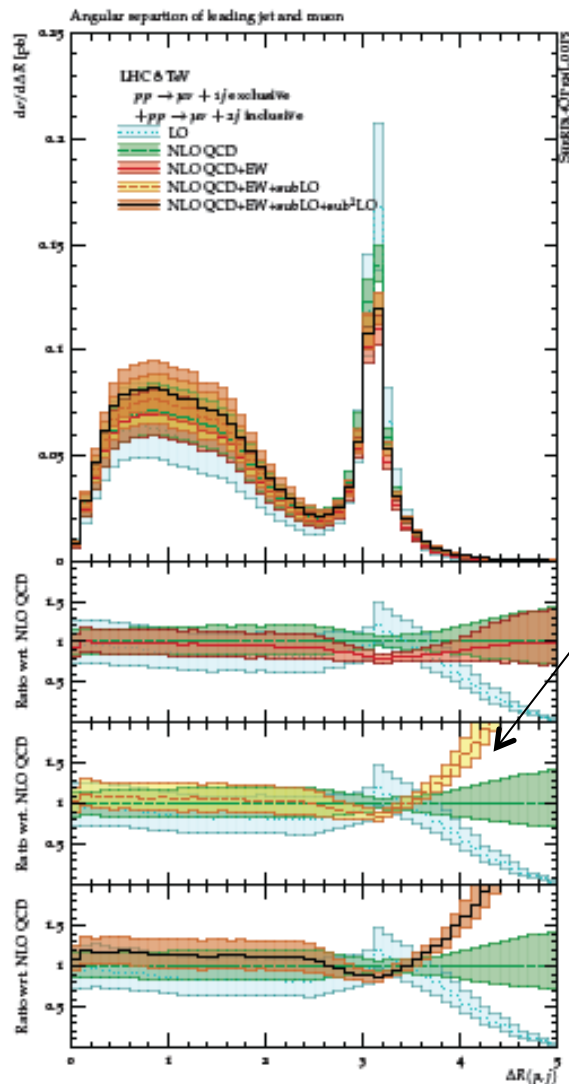 Angular separtion of leading jet and muon
dσ/dΔR [pb]
0.25
0.2
0.15
0.1
0.05
0
LHC 8 TeV
pp → μν + 1j exclusive
+ pp → μν + 2j inclusive
LO
NLO QCD
NLO QCD+EW
NLO QCD+EW+subLO
NLO QCD+EW+subLO+sub²LO
Ratio wrt. NLO QCD
1.5
1
0.5
Ratio wrt. NLO QCD
1.5
1
0.5
Ratio wrt. NLO QCD
1.5
1
0.5
0 1 2 3 4 5
ΔR(μ, j)